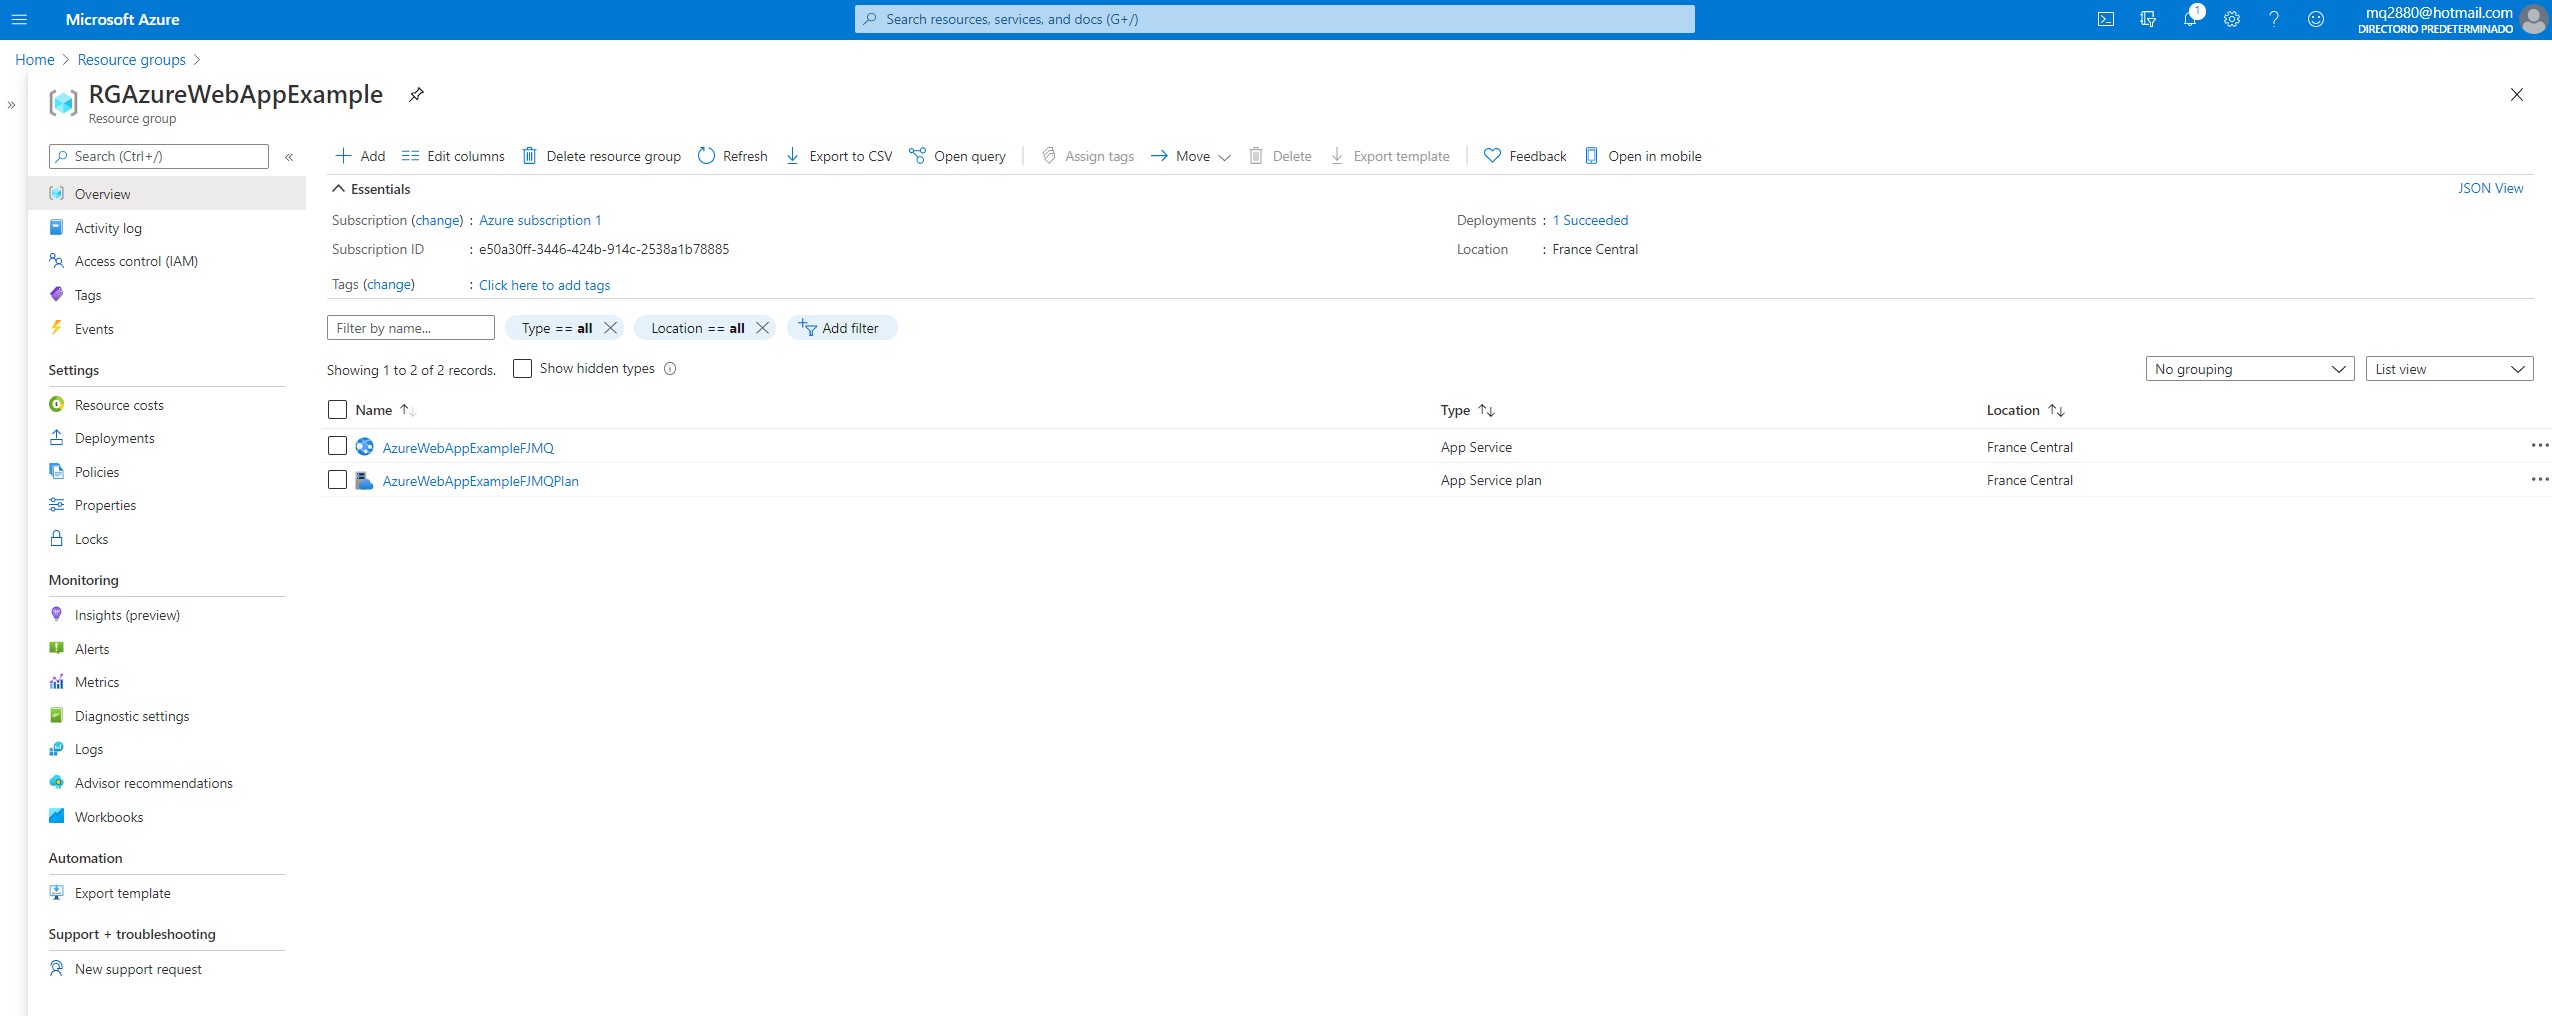 Microsoft Azure
Search resources, services, and docs (G+/)
1
mq2880@hotmail.com
DIRECTORIO PREDETERMINADO
Home > Resource groups >
RGAzureWebAppExample
Resource group
Search (Ctrl+/)
Add Edit columns Delete resource group Refresh Export to CSV Open query Assign tags Move Delete Export template Feedback Open in mobile
Overview
Activity log
Access control (IAM)
Tags
Events
Settings
Resource costs
Deployments
Policies
Properties
Locks
Monitoring
Insights (preview)
Alerts
Metrics
Diagnostic settings
Logs
Advisor recommendations
Workbooks
Automation
Export template
Support + troubleshooting
New support request
Essentials
JSON View
Subscription (change) : Azure subscription 1
Subscription ID : e50a30ff-3446-424b-914c-2538a1b78885
Tags (change) : Click here to add tags
Deployments : 1 Succeeded
Location : France Central
Filter by name... Type == all Location == all Add filter
Showing 1 to 2 of 2 records. Show hidden types
No grouping List view
Name Type Location
AzureWebAppExampleFJMQ App Service France Central
AzureWebAppExampleFJMQPlan App Service plan France Central